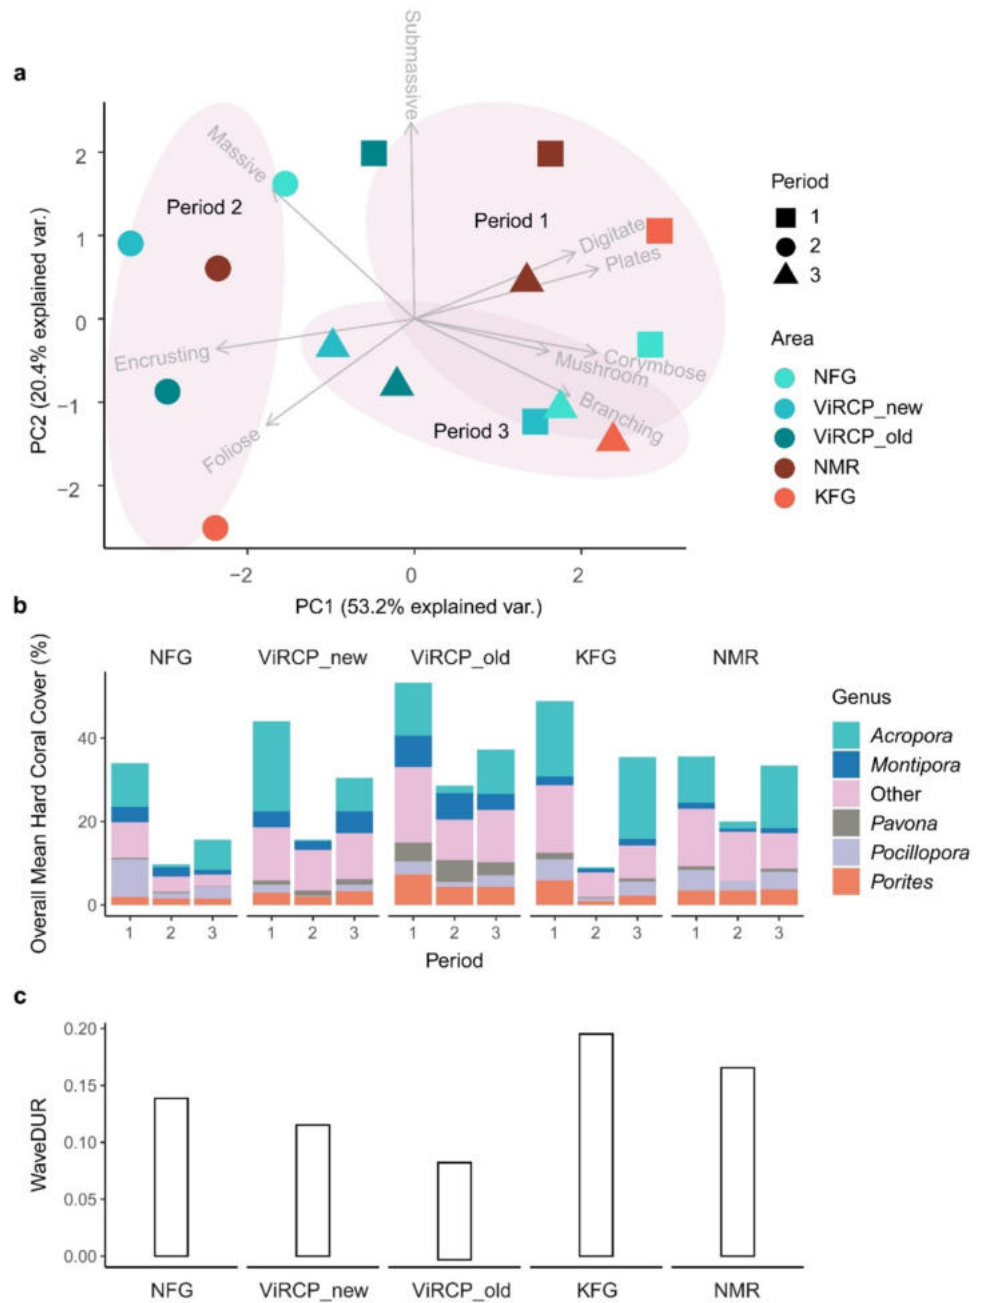 a
Submassive
Massive
Period 2
Period 1
Digitate
Plates
Encrusting
Corymbose
Mushroom
Branching
Foliose
Period 3
PC2 (20.4% explained var.)
2
1
0
−1
−2
−2 0 2
PC1 (53.2% explained var.)
Period
1
2
3
Area
NFG
ViRCP_new
ViRCP_old
NMR
KFG
b
NFG ViRCP_new ViRCP_old KFG NMR
Overall Mean Hard Coral Cover (%)
40
20
0
1 2 3 1 2 3 1 2 3 1 2 3 1 2 3
Period
Genus
Acropora
Montipora
Other
Pavona
Pocillopora
Porites
c
WaveDUR
0.20
0.15
0.10
0.05
0.00
NFG ViRCP_new ViRCP_old KFG NMR